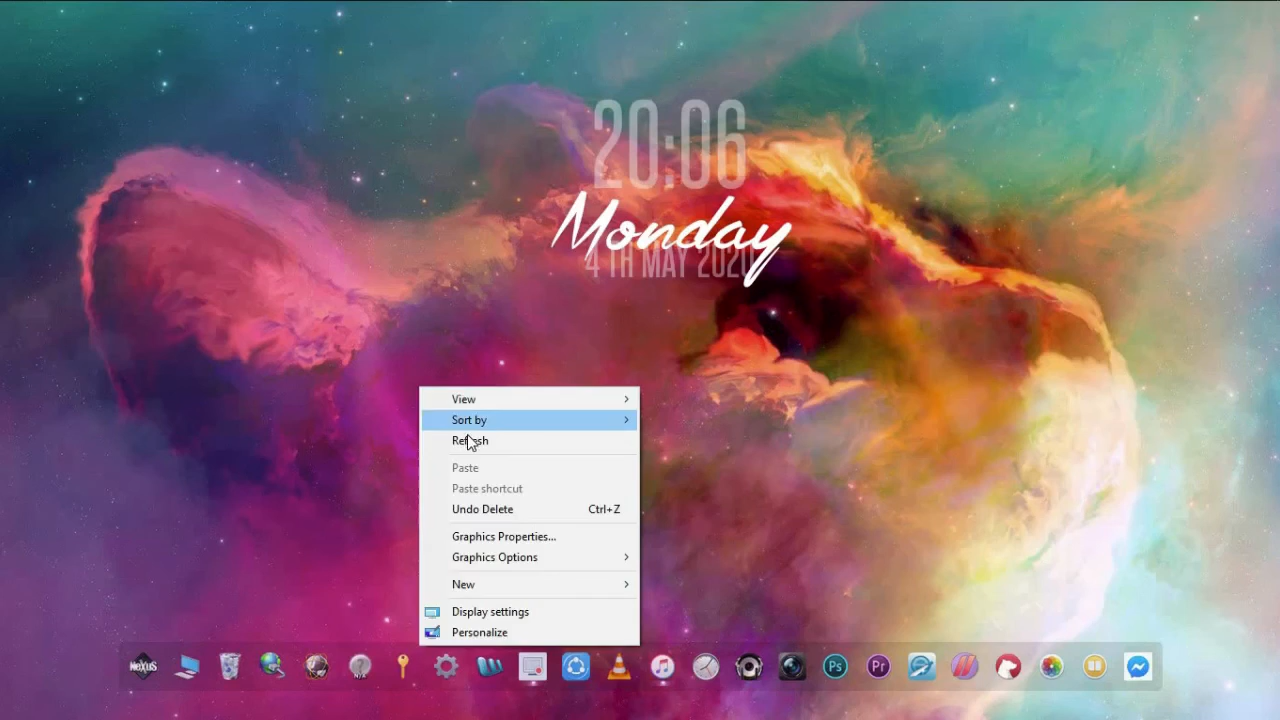 20:06
Monday
4 TH MAY 2020
View
Sort by
Refresh
Paste
Paste shortcut
Undo Delete Ctrl+Z
Graphics Properties...
Graphics Options
New
Display settings
Personalize
NeXuS
Ps
Pr